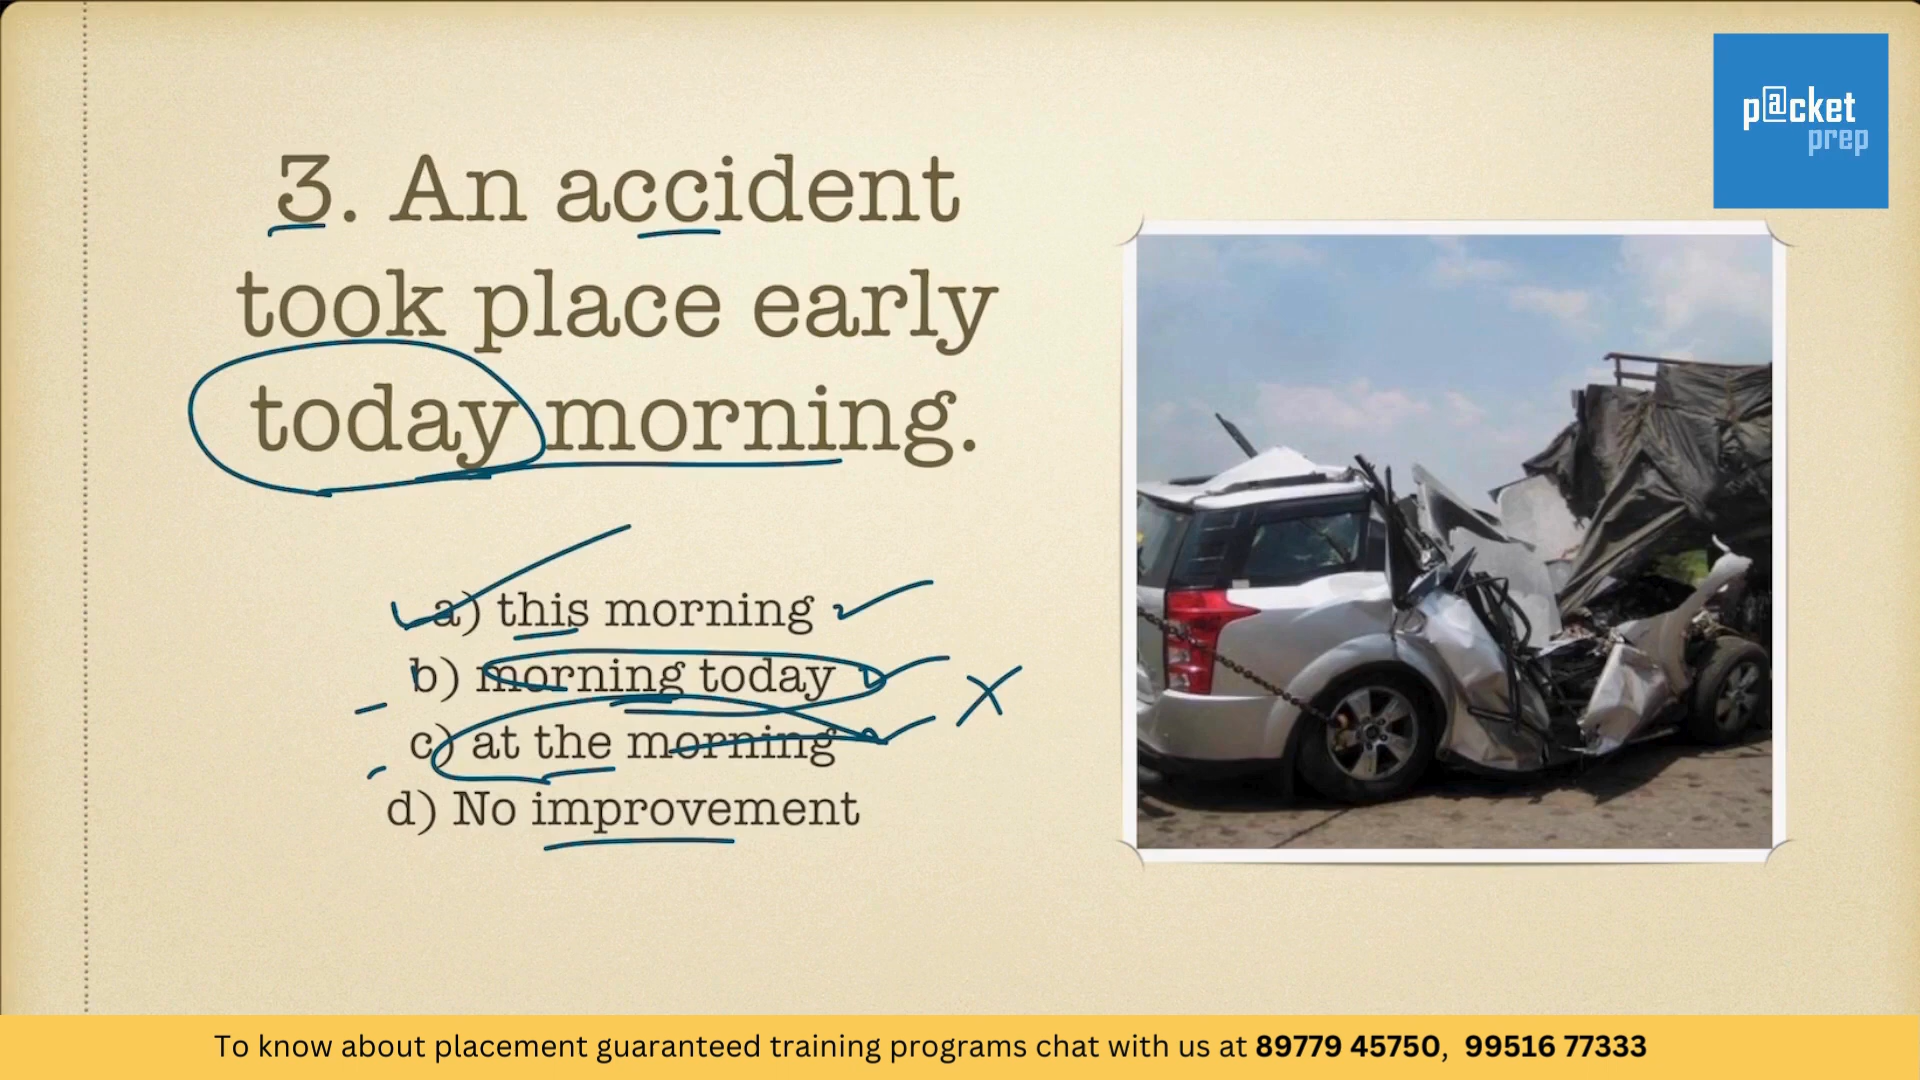 p@cket
prep
3. An accident
took place early
today morning.
a) this morning
b) morning today
c) at the morning
d) No improvement
To know about placement guaranteed training programs chat with us at 89779 45750, 99516 77333